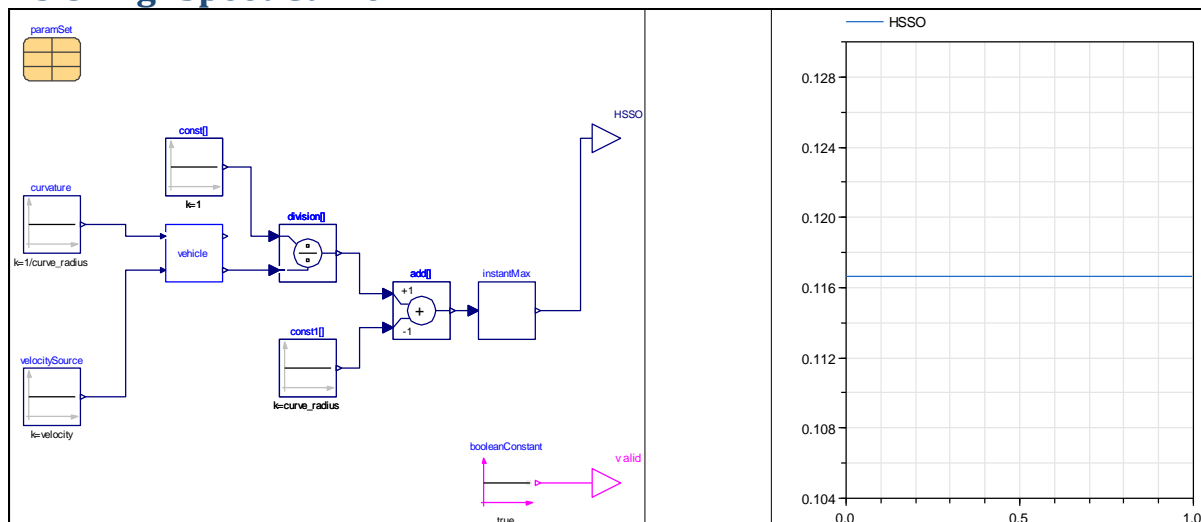 paramSet
HSSO
const[]
k=1
curvature
k=1/curve_radius
vehicle
division[]
add[]
+1
+
-1
instantMax
const1[]
k=curve_radius
velocitySource
k=velocity
booleanConstant
true
valid
HSSO
0.128
0.124
0.120
0.116
0.112
0.108
0.104
0.0
0.5
1.0